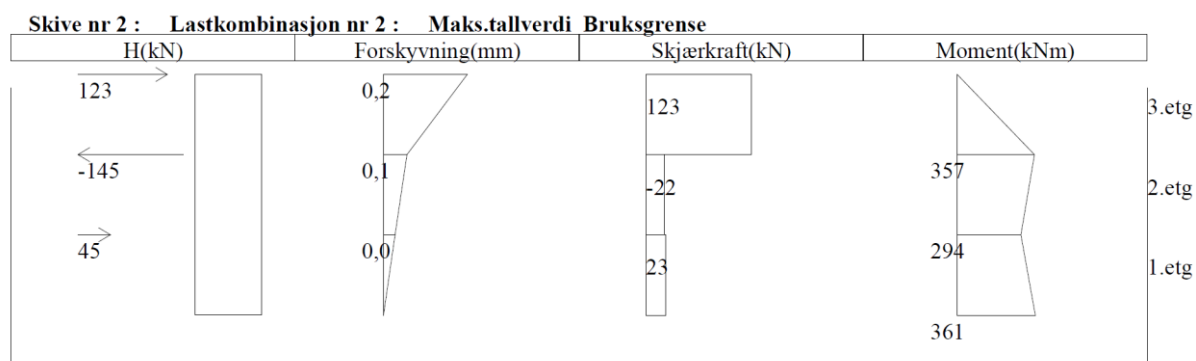 Skive nr 2 : Lastkombinasjon nr 2 : Maks.tallverdi Bruksgrense
H(kN) Forskyvning(mm) Skjærkraft(kN) Moment(kNm)
123 0,2 123 3.etg
-145 0,1 -22 357 2.etg
45 0,0 23 294 1.etg
361